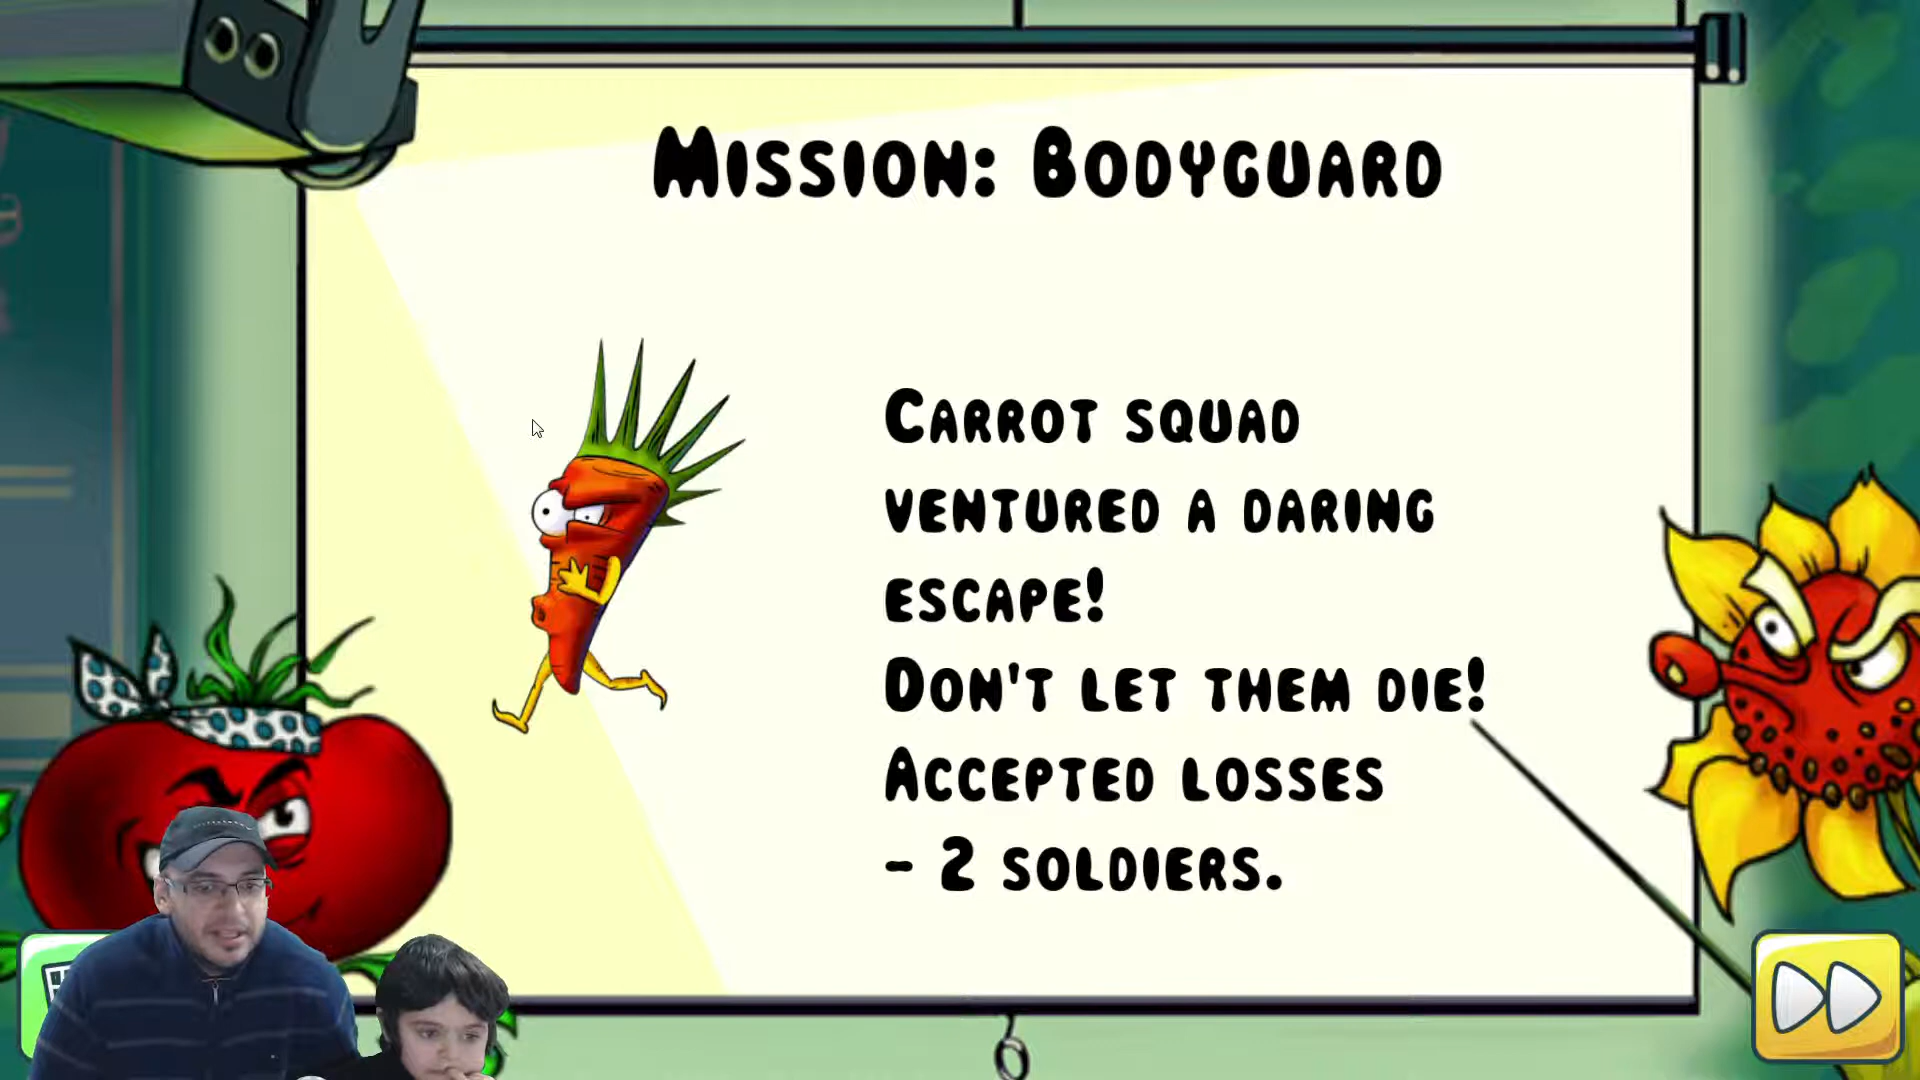 Mission: Bodyguard
Carrot squad
ventured a daring
escape!
Don't let them die!
Accepted losses
- 2 soldiers.